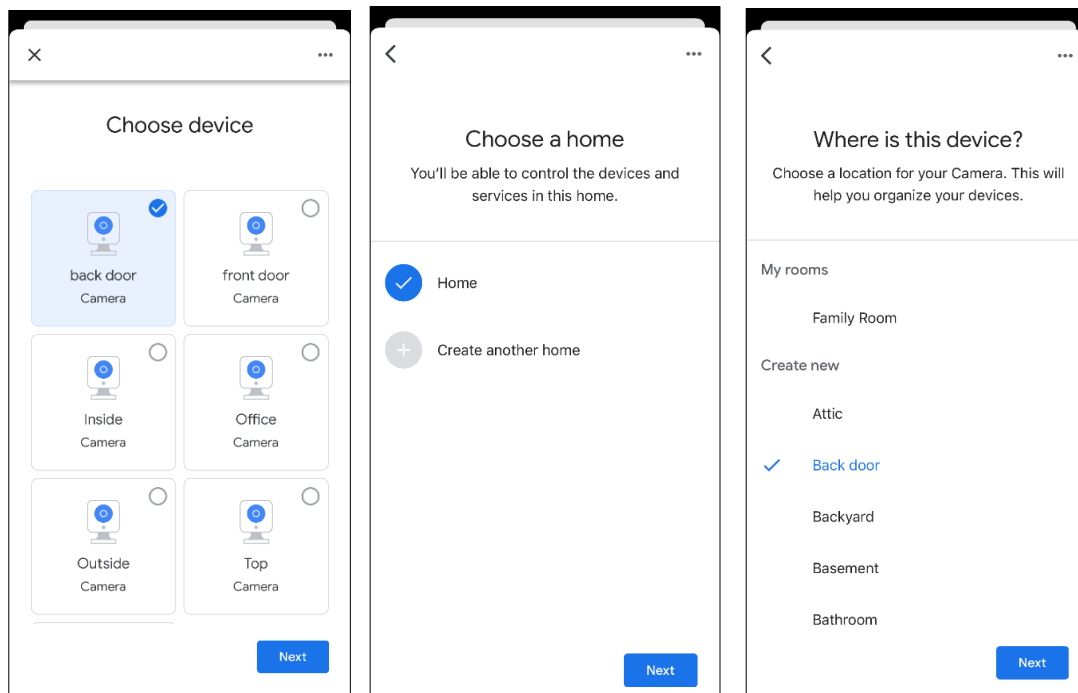 Choose device
back door
Camera
front door
Camera
Inside
Camera
Office
Camera
Outside
Camera
Top
Camera
Next
Choose a home
You'll be able to control the devices and
services in this home.
Home
Create another home
Next
Where is this device?
Choose a location for your Camera. This will
help you organize your devices.
My rooms
Family Room
Create new
Attic
Back door
Backyard
Basement
Bathroom
Next